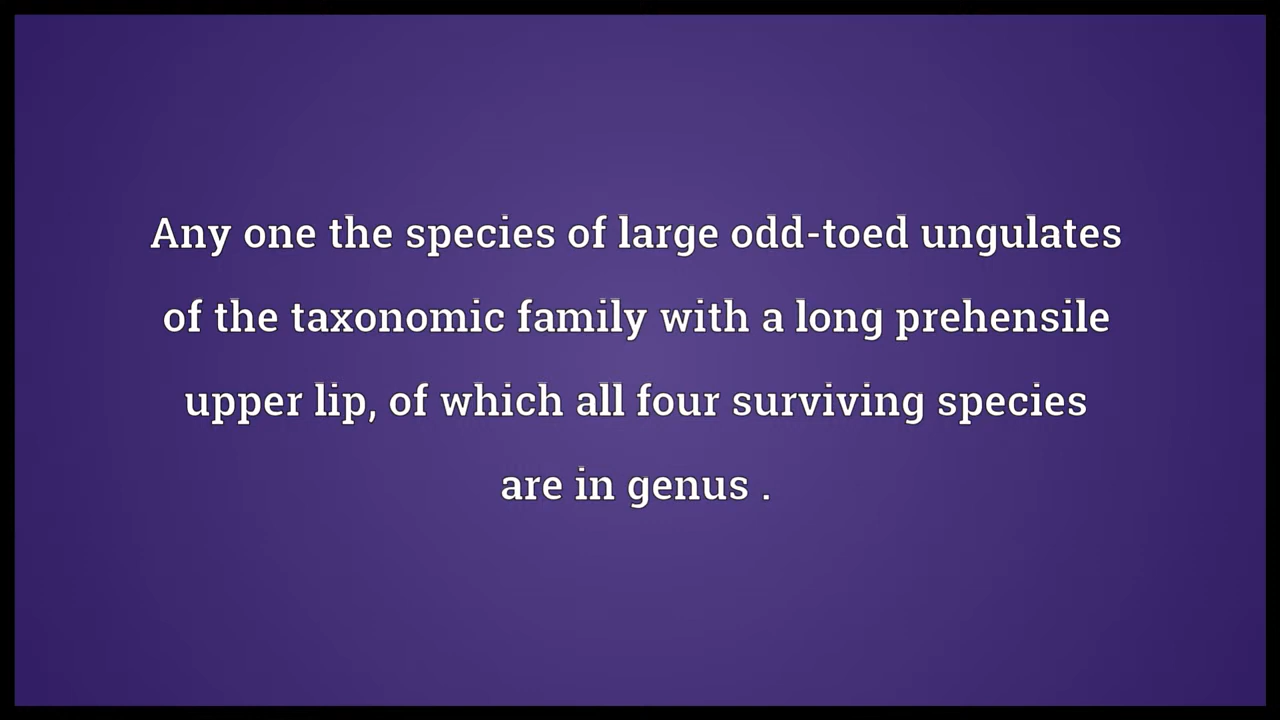 Any one the species of large odd-toed ungulates
of the taxonomic family with a long prehensile
upper lip, of which all four surviving species
are in genus .